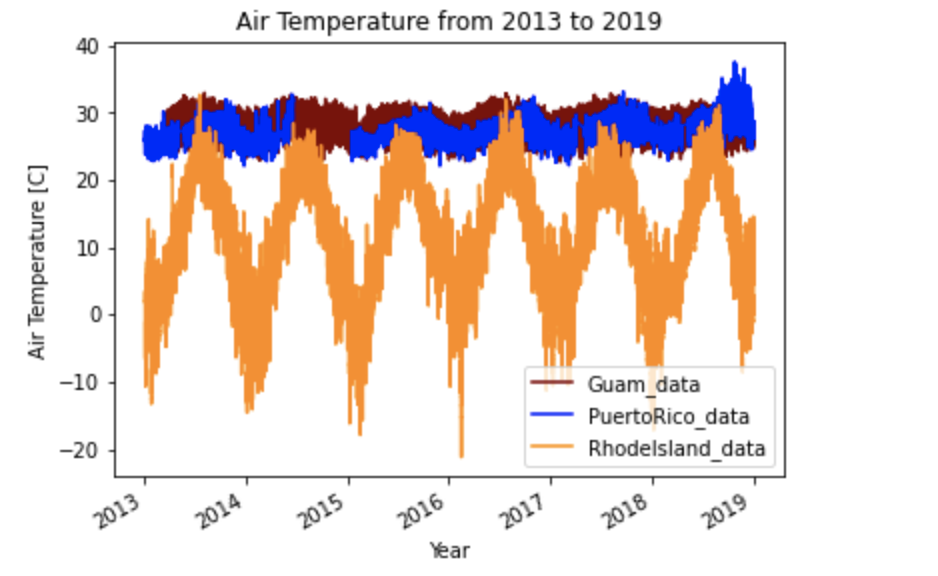 Air Temperature from 2013 to 2019
40
30
20
10
0
−10
−20
Air Temperature [C]
Guam_data
PuertoRico_data
RhodeIsland_data
2013 2014 2015 2016 2017 2018 2019
Year